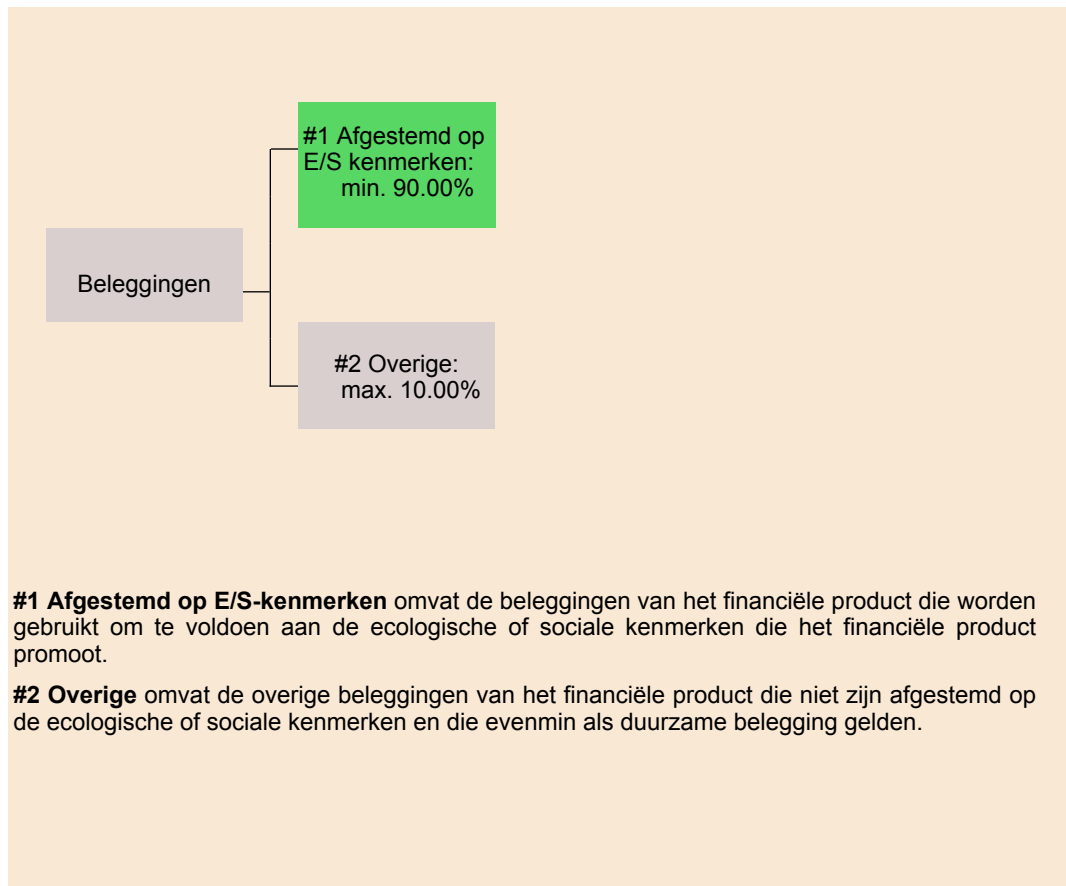 #1 Afgestemd op
E/S kenmerken:
min. 90.00%
Beleggingen
#2 Overige:
max. 10.00%
#1 Afgestemd op E/S-kenmerken omvat de beleggingen van het financiële product die worden
gebruikt om te voldoen aan de ecologische of sociale kenmerken die het financiële product
promoot.
#2 Overige omvat de overige beleggingen van het financiële product die niet zijn afgestemd op
de ecologische of sociale kenmerken en die evenmin als duurzame belegging gelden.